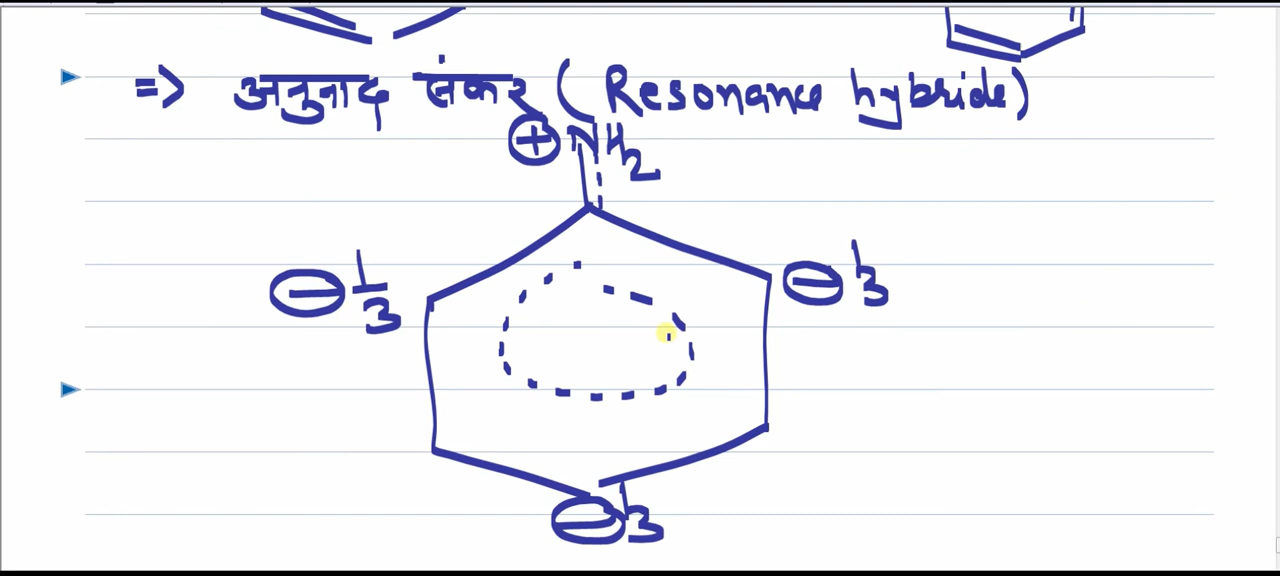 => अनुनाद संकर (Resonance hybride)
⊕ NH₂
⊖ 1/3 ⊖ 1/3
⊖ 1/3